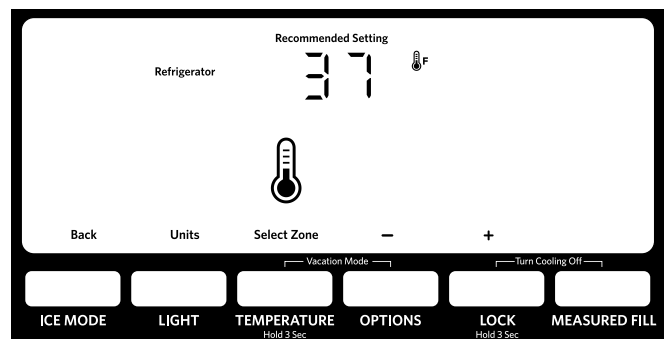 Recommended Setting
Refrigerator 37 F
Back Units Select Zone − +
Vacation Mode Turn Cooling Off
ICE MODE LIGHT TEMPERATURE OPTIONS LOCK MEASURED FILL
Hold 3 Sec Hold 3 Sec